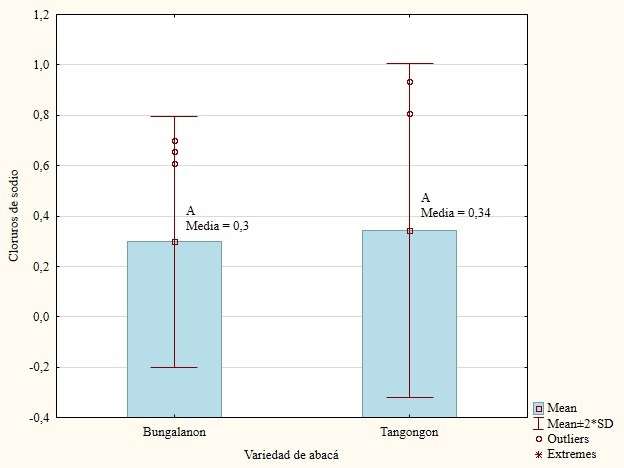 1,2
1,0
0,8
0,6
0,4
0,2
0,0
-0,2
-0,4
Cloruros de sodio
A
Media = 0,3
A
Media = 0,34
Bungalanon
Tangongon
Variedad de abacá
Mean
Mean±2*SD
Outliers
Extremes